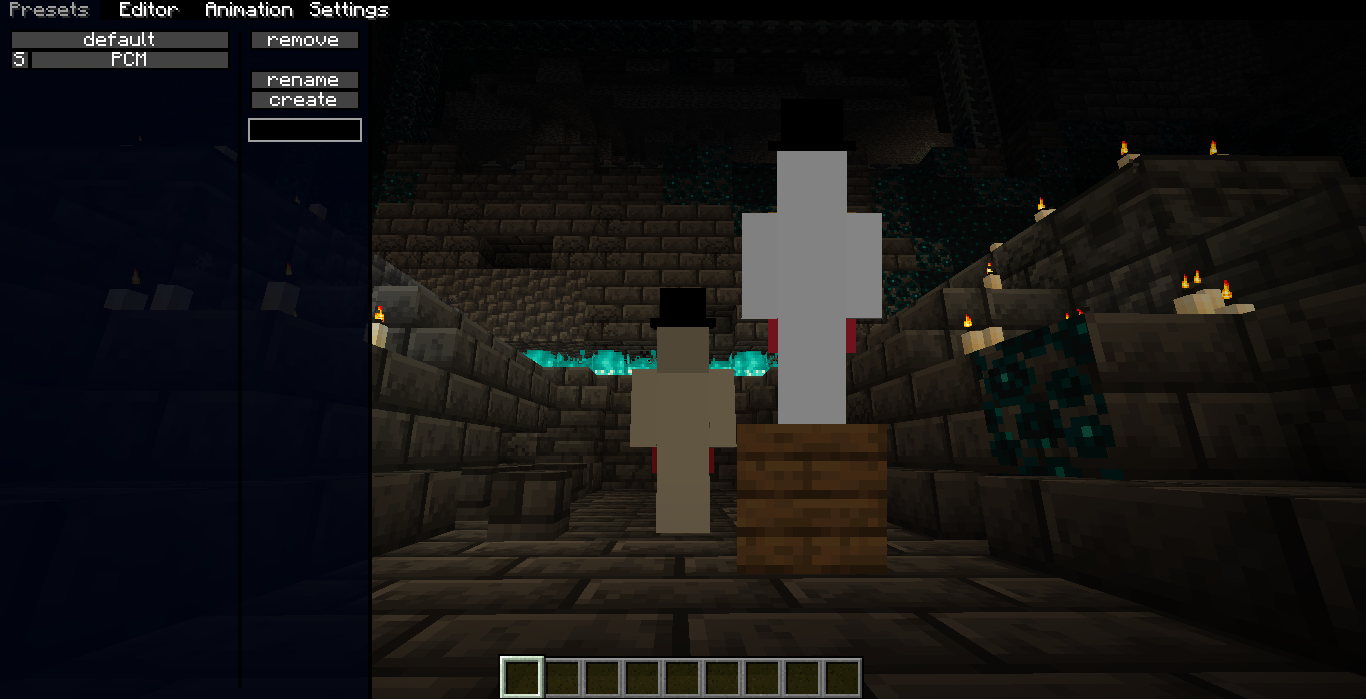 Presets Editor Animation Settings
default
S PCM
remove
rename
create